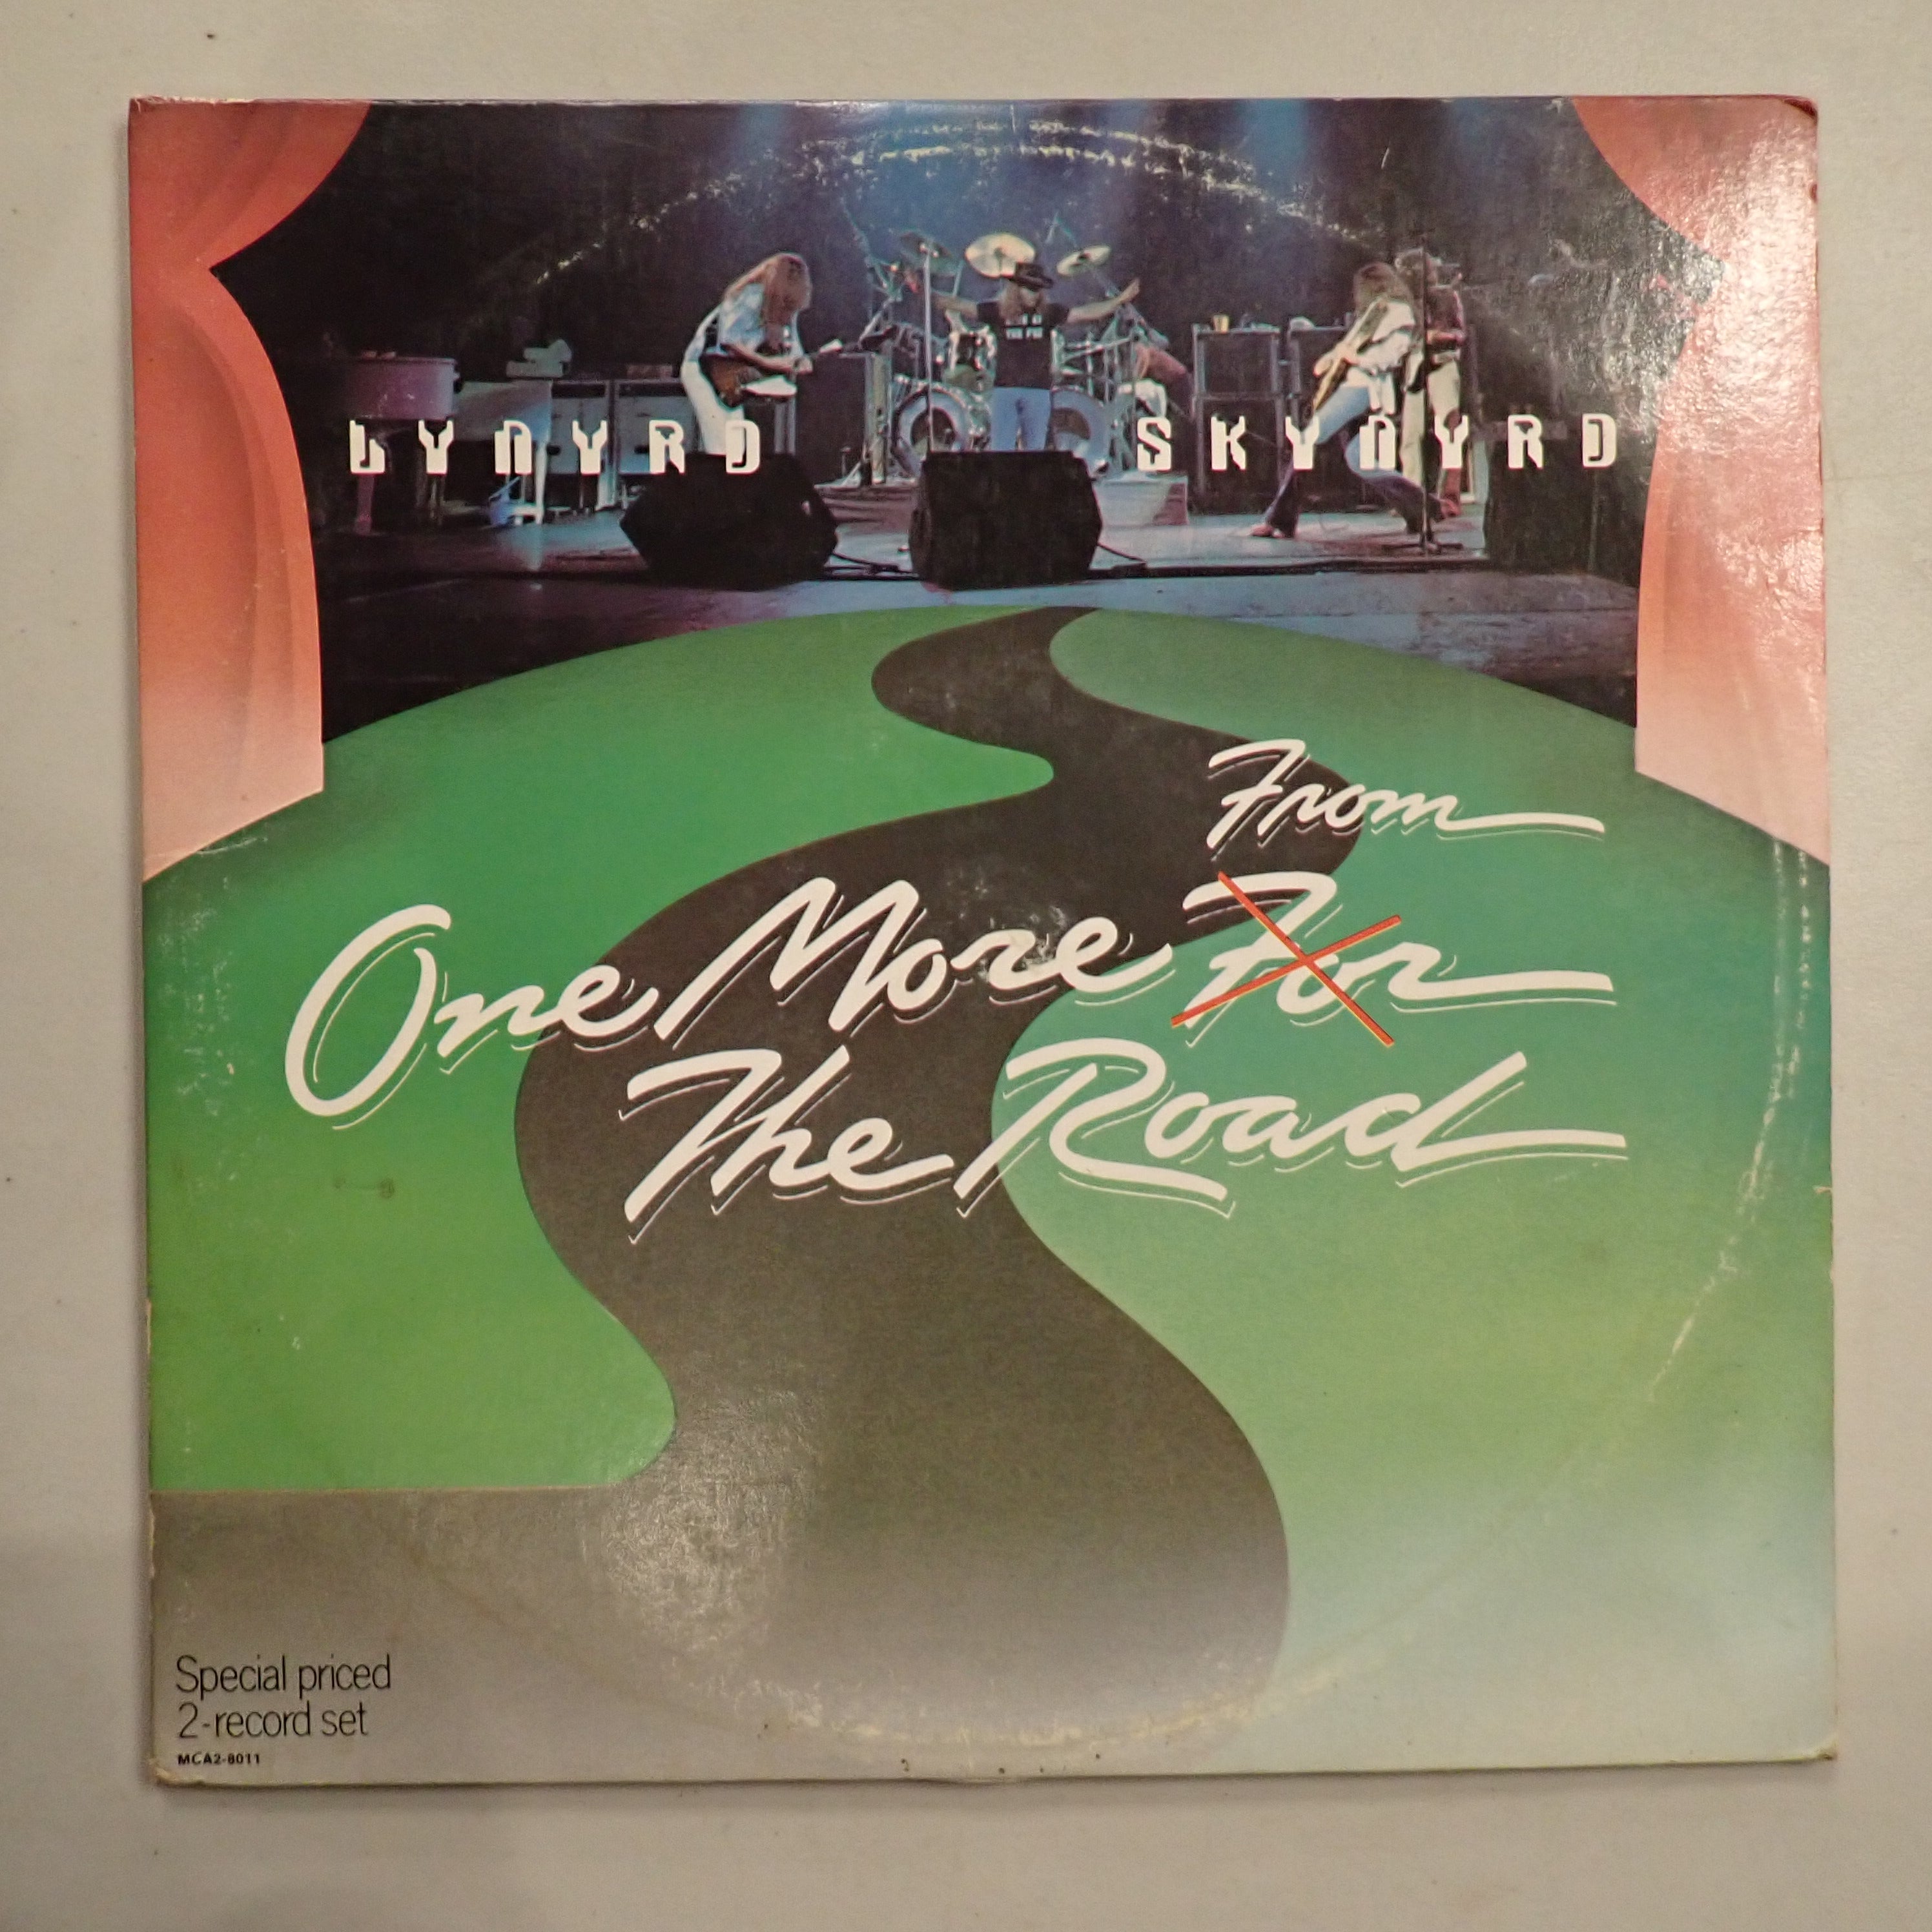 LYNYRD SKYNYRD
From
One More For
The Road
Special priced
2-record set
MCA2-8011